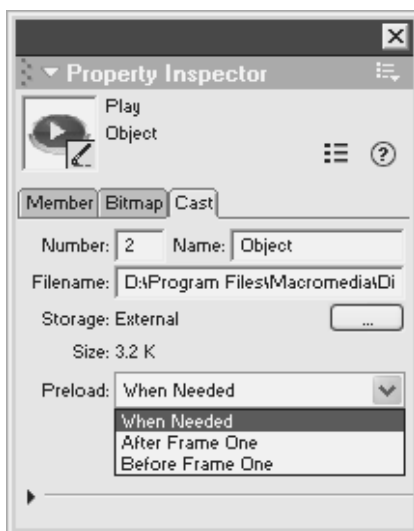 Property Inspector
Play
Object
Member Bitmap Cast
Number: 2 Name: Object
Filename: D:\Program Files\Macromedia\Di
Storage: External ...
Size: 3.2 K
Preload: When Needed
When Needed
After Frame One
Before Frame One